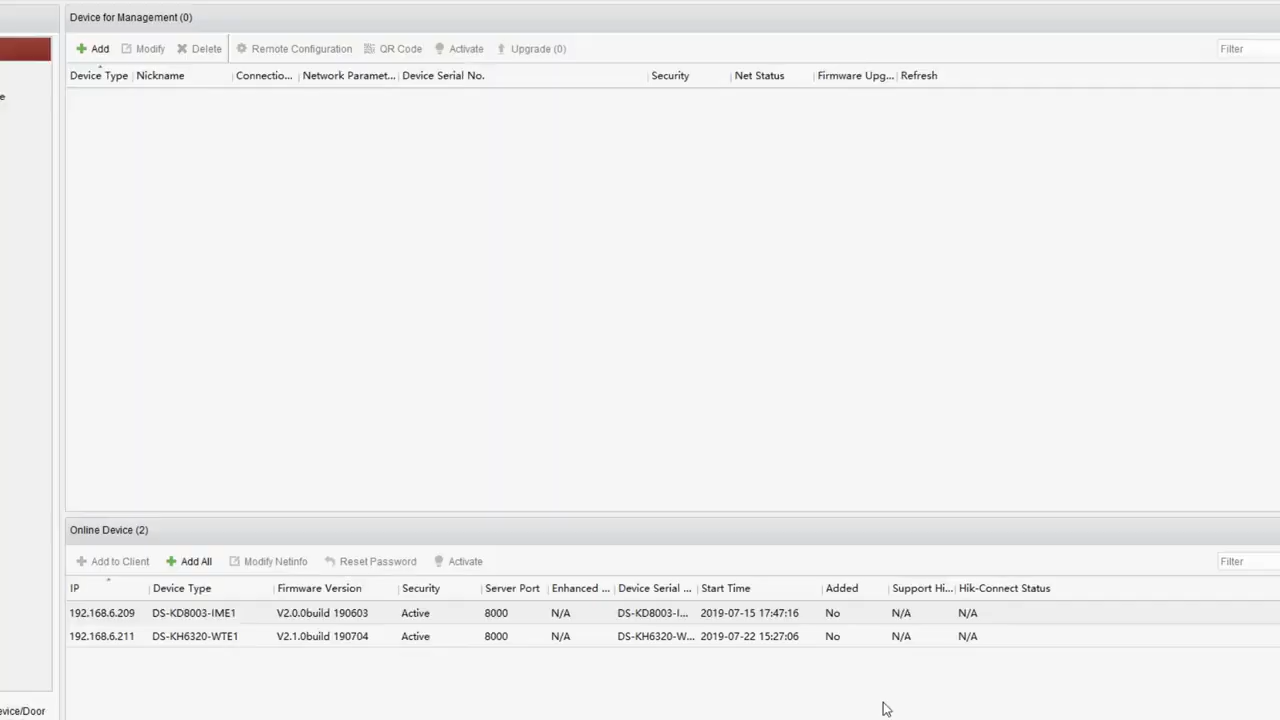 Device for Management (0)
Add Modify Delete Remote Configuration QR Code Activate Upgrade (0) Filter
Device Type Nickname Connectio... Network Paramet... Device Serial No. Security Net Status Firmware Upg... Refresh
e
Online Device (2)
Add to Client Add All Modify Netinfo Reset Password Activate Filter
IP Device Type Firmware Version Security Server Port Enhanced ... Device Serial ... Start Time Added Support Hi... Hik-Connect Status
192.168.6.209 DS-KD8003-IME1 V2.0.0build 190603 Active 8000 N/A DS-KD8003-I... 2019-07-15 17:47:16 No N/A N/A
192.168.6.211 DS-KH6320-WTE1 V2.1.0build 190704 Active 8000 N/A DS-KH6320-W... 2019-07-22 15:27:06 No N/A N/A
evice/Door